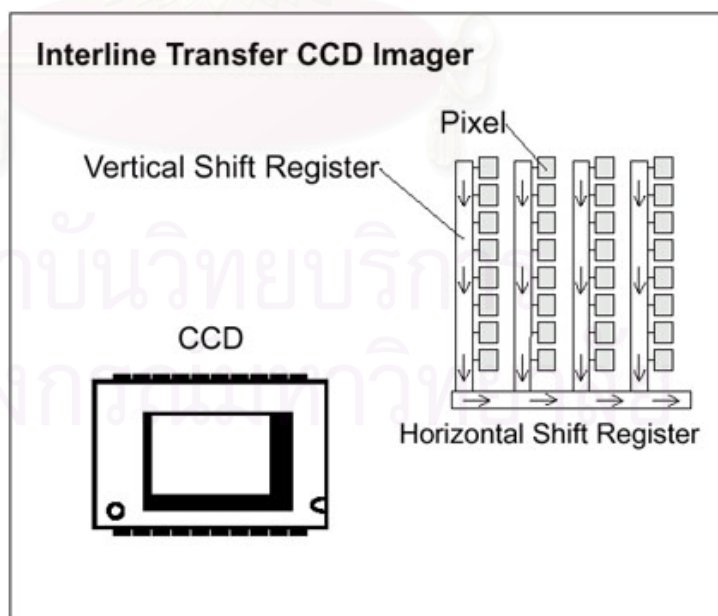 Interline Transfer CCD Imager
Pixel
Vertical Shift Register
CCD
Horizontal Shift Register